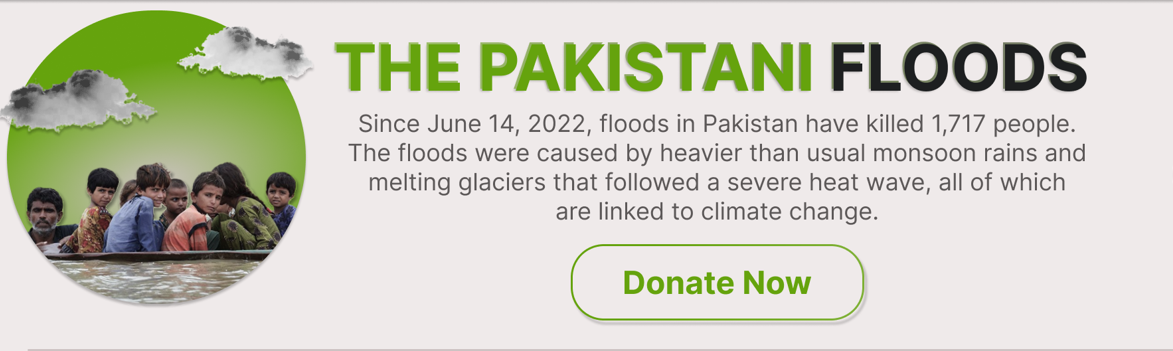 THE PAKISTANI FLOODS
Since June 14, 2022, floods in Pakistan have killed 1,717 people.
The floods were caused by heavier than usual monsoon rains and
melting glaciers that followed a severe heat wave, all of which
are linked to climate change.
Donate Now